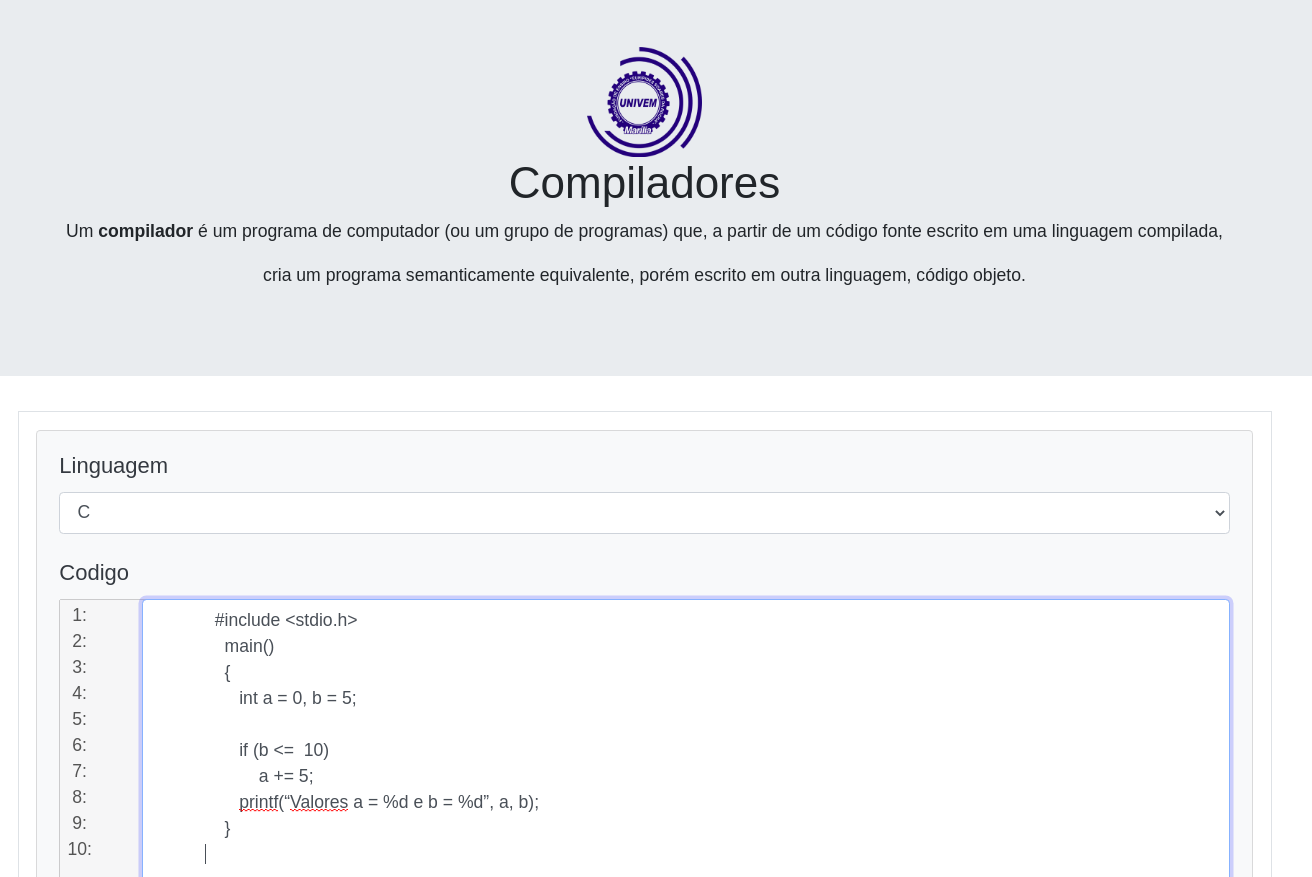 UNIVEM
Marília
Compiladores
Um compilador é um programa de computador (ou um grupo de programas) que, a partir de um código fonte escrito em uma linguagem compilada,
cria um programa semanticamente equivalente, porém escrito em outra linguagem, código objeto.
Linguagem
C
Codigo
1: #include <stdio.h>
2: main()
3: {
4: int a = 0, b = 5;
5:
6: if (b <=  10)
7: a += 5;
8: printf(“Valores a = %d e b = %d”, a, b);
9: }
10: